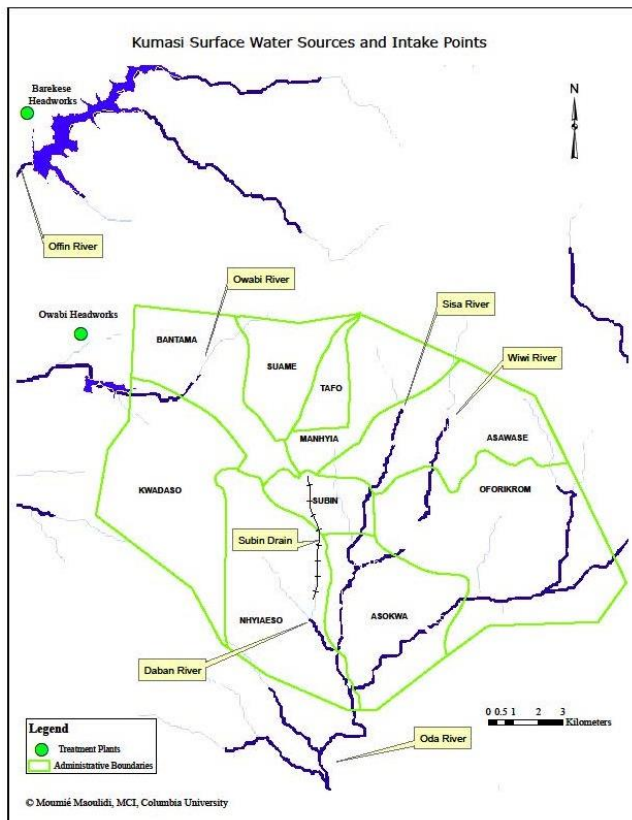 Kumasi Surface Water Sources and Intake Points
Barekese
Headworks
N
Offin River
Owabi River
Sisa River
Owabi Headworks
Wiwi River
BANTAMA
SUAME
TAFO
MANHYIA
ASAWASE
KWADASO
SUBIN
OFORIKROM
Subin Drain
NHYIAESO
ASOKWA
Daban River
0 0.5 1 2 3
Kilometers
Legend
Treatment Plants
Administrative Boundaries
Oda River
© Moumié Maoulidi, MCI, Columbia University